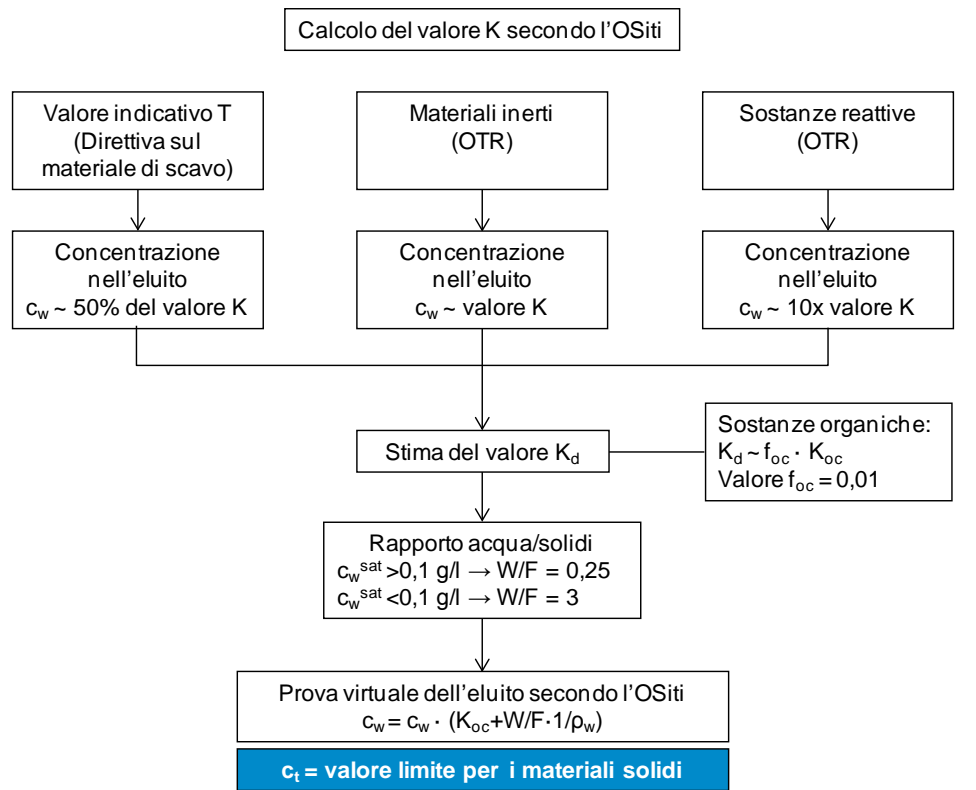 Calcolo del valore K secondo l'OSiti
Valore indicativo T
(Direttiva sul
materiale di scavo)
Materiali inerti
(OTR)
Sostanze reattive
(OTR)
Concentrazione
nell'eluito
c_w ~ 50% del valore K
Concentrazione
nell'eluito
c_w ~ valore K
Concentrazione
nell'eluito
c_w ~ 10x valore K
Stima del valore K_d
Sostanze organiche:
K_d ~ f_oc · K_oc
Valore f_oc = 0,01
Rapporto acqua/solidi
c_w^sat >0,1 g/l → W/F = 0,25
c_w^sat <0,1 g/l → W/F = 3
Prova virtuale dell'eluito secondo l'OSiti
c_w = c_w · (K_oc+W/F·1/ρ_w)
c_t = valore limite per i materiali solidi